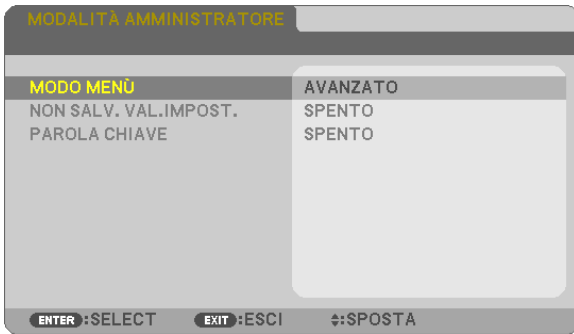 MODALITÀ AMMINISTRATORE
MODO MENÙ AVANZATO
NON SALV. VAL.IMPOST. SPENTO
PAROLA CHIAVE SPENTO
ENTER :SELECT EXIT :ESCI :SPOSTA